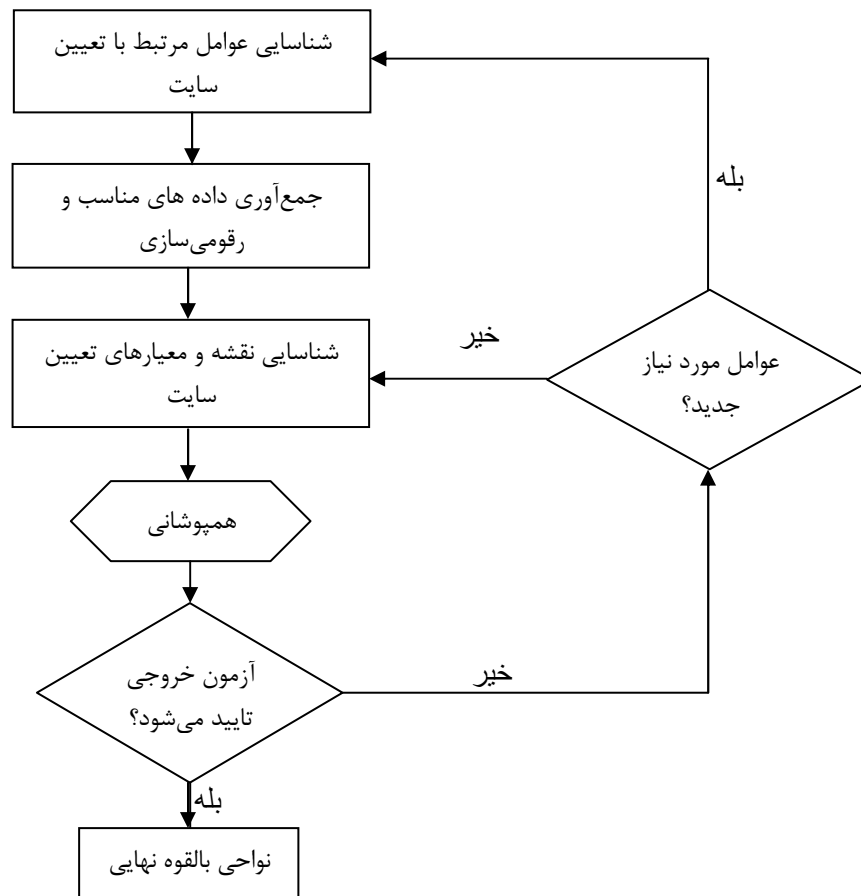 شناسایی عوامل مرتبط با تعیین
سایت
بله
جمع‌آوری داده های مناسب و
رقومی‌سازی
شناسایی نقشه و معیارهای تعیین
سایت
خیر
عوامل مورد نیاز
جدید؟
همپوشانی
آزمون خروجی
تایید می‌شود؟
خیر
بله
نواحی بالقوه نهایی